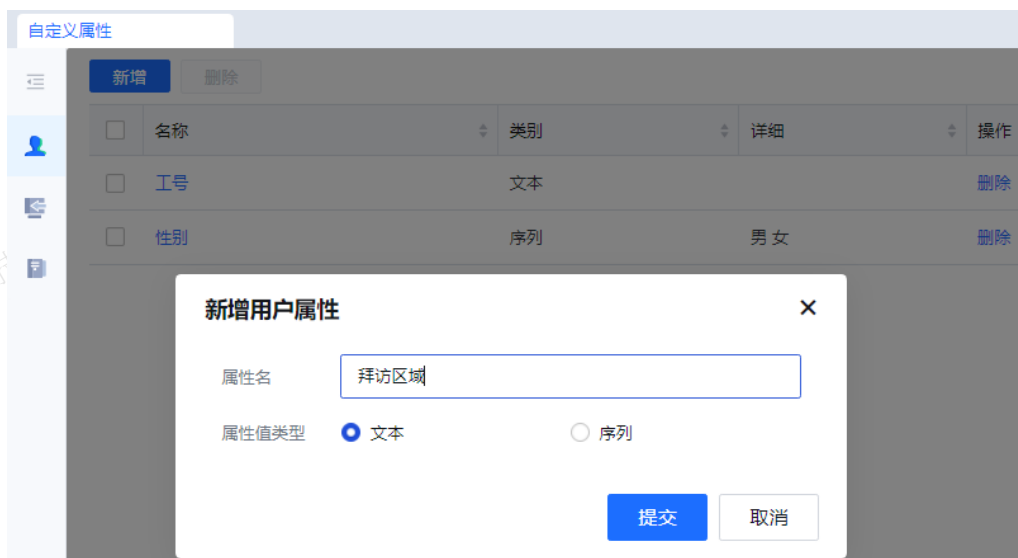 自定义属性
新增 删除
名称 类别 详细 操作
工号 文本 删除
性别 序列 男 女 删除
新增用户属性
属性名 拜访区域
属性值类型 文本 序列
提交 取消